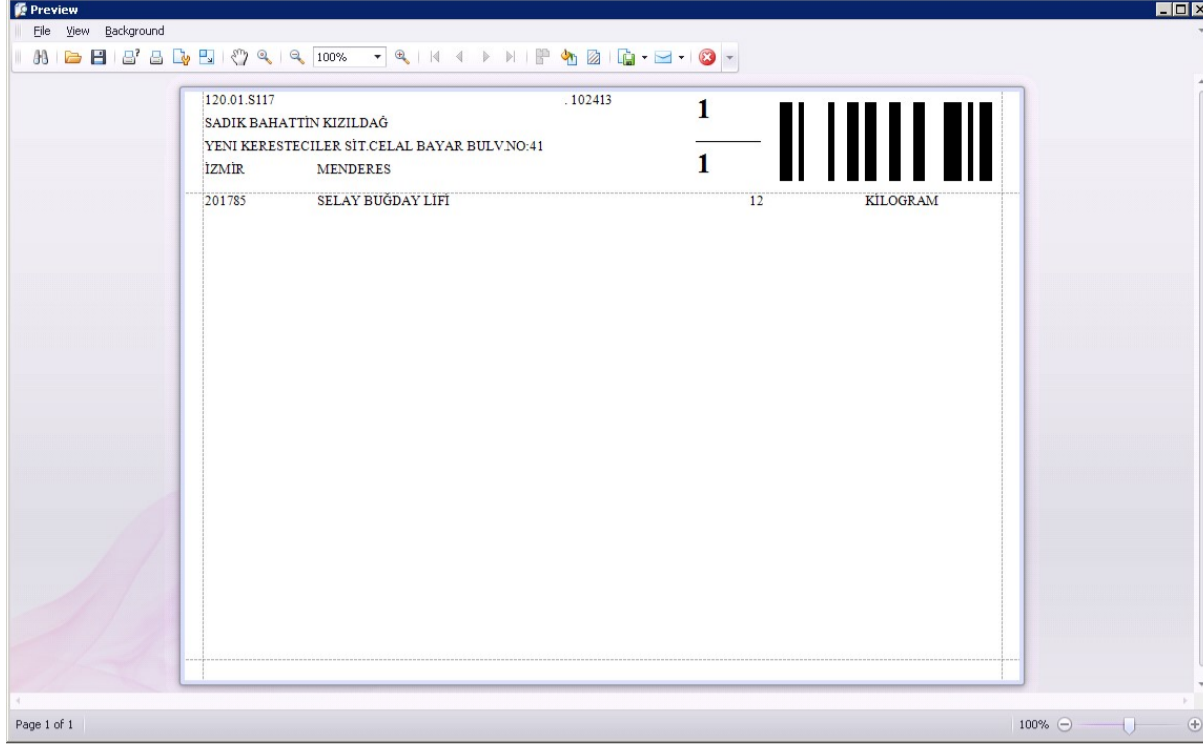 Preview
File View Background
100%
120.01.S117 . 102413
1
SADIK BAHATTİN KIZILDAĞ
YENI KERESTECILER SİT.CELAL BAYAR BULV.NO:41
1
İZMİR MENDERES
201785 SELAY BUĞDAY LİFİ 12 KİLOGRAM
Page 1 of 1 100%